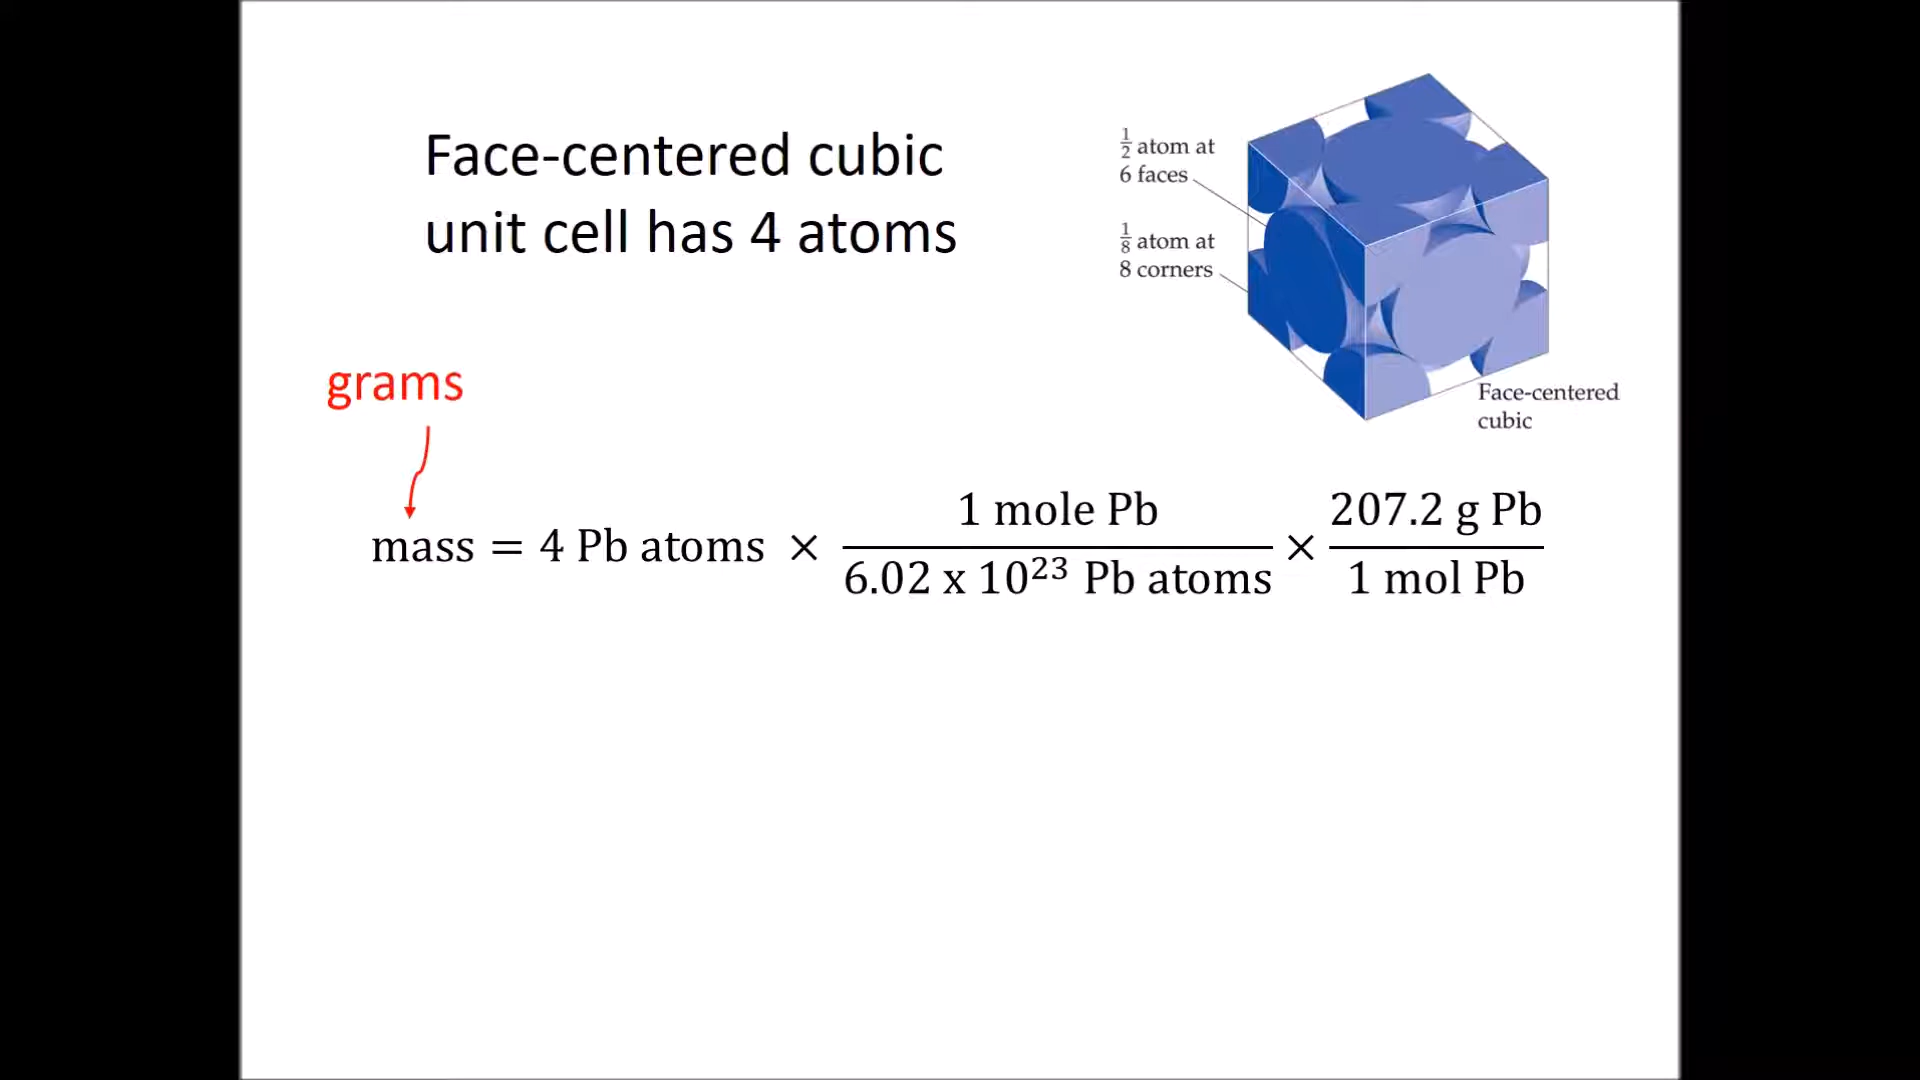 Face-centered cubic
unit cell has 4 atoms
1/2 atom at
6 faces
1/8 atom at
8 corners
Face-centered
cubic
grams
mass = 4 Pb atoms × 1 mole Pb / 6.02 x 10²³ Pb atoms × 207.2 g Pb / 1 mol Pb